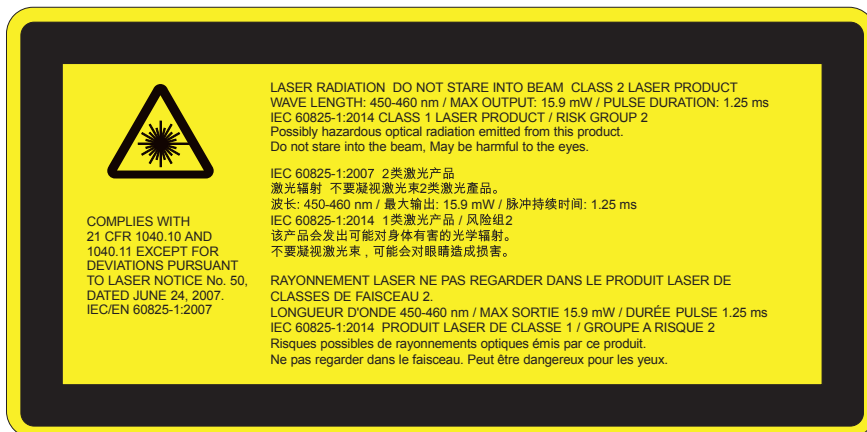 COMPLIES WITH
21 CFR 1040.10 AND
1040.11 EXCEPT FOR
DEVIATIONS PURSUANT
TO LASER NOTICE No. 50,
DATED JUNE 24, 2007.
IEC/EN 60825-1:2007
LASER RADIATION DO NOT STARE INTO BEAM CLASS 2 LASER PRODUCT
WAVE LENGTH: 450-460 nm / MAX OUTPUT: 15.9 mW / PULSE DURATION: 1.25 ms
IEC 60825-1:2014 CLASS 1 LASER PRODUCT / RISK GROUP 2
Possibly hazardous optical radiation emitted from this product.
Do not stare into the beam, May be harmful to the eyes.
IEC 60825-1:2007 2类激光产品
激光辐射 不要凝视激光束2类激光產品。
波长: 450-460 nm / 最大输出: 15.9 mW / 脉冲持续时间: 1.25 ms
IEC 60825-1:2014 1类激光产品 / 风险组2
该产品会发出可能对身体有害的光学辐射。
不要凝视激光束，可能会对眼睛造成损害。
RAYONNEMENT LASER NE PAS REGARDER DANS LE PRODUIT LASER DE
CLASSES DE FAISCEAU 2.
LONGUEUR D'ONDE 450-460 nm / MAX SORTIE 15.9 mW / DURÉE PULSE 1.25 ms
IEC 60825-1:2014 PRODUIT LASER DE CLASSE 1 / GROUPE A RISQUE 2
Risques possibles de rayonnements optiques émis par ce produit.
Ne pas regarder dans le faisceau. Peut être dangereux pour les yeux.